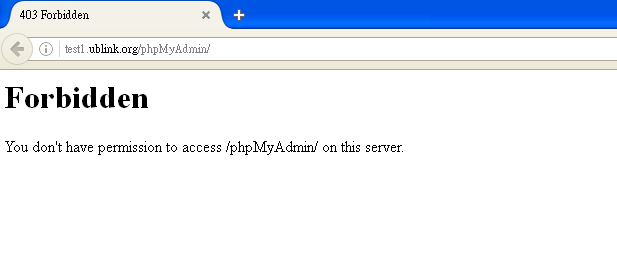 403 Forbidden
test1.ublink.org/phpMyAdmin/
Forbidden
You don't have permission to access /phpMyAdmin/ on this server.